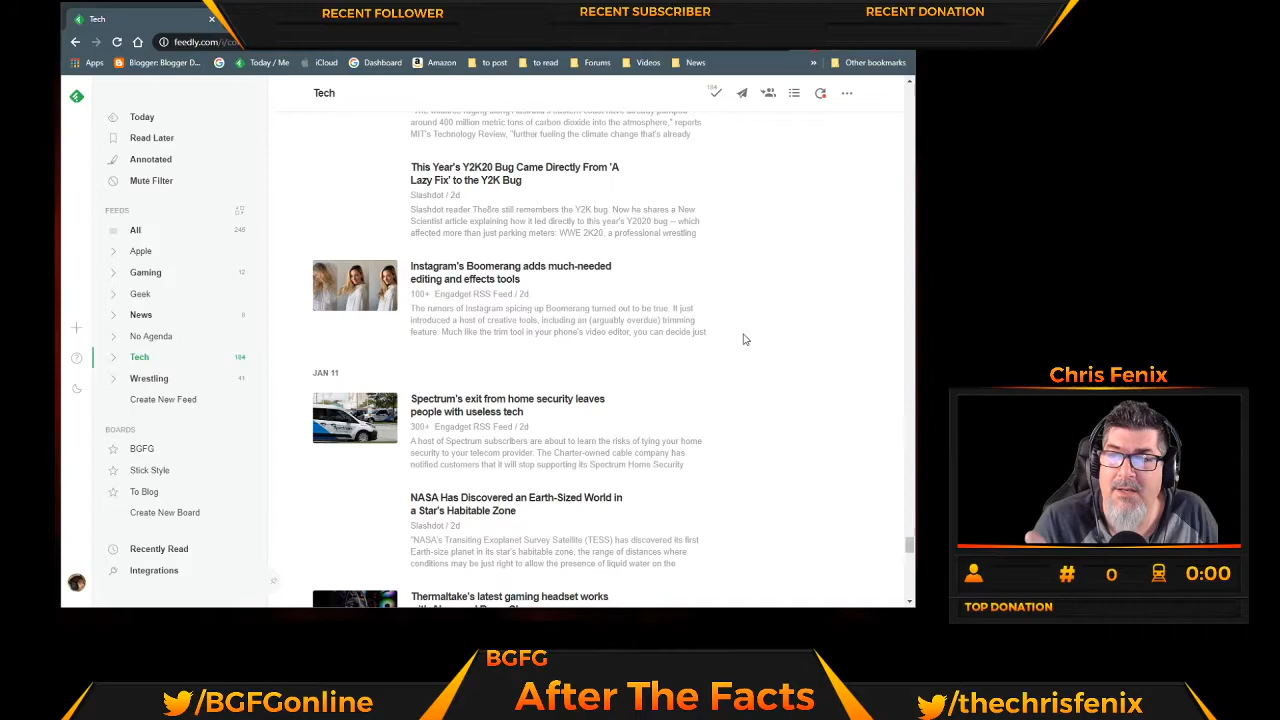 RECENT FOLLOWER
RECENT SUBSCRIBER
RECENT DONATION
Tech
feedly.com/i/co
Apps
Blogger: Blogger D...
Today / Me
iCloud
Dashboard
Amazon
to post
to read
Forums
Videos
News
»
Other bookmarks
Tech
184
Today
Read Later
Annotated
Mute Filter
FEEDS
All 245
Apple
Gaming 12
Geek
News 8
No Agenda
Tech 184
Wrestling 41
Create New Feed
BOARDS
BGFG
Stick Style
To Blog
Create New Board
Recently Read
Integrations
around 400 million metric tons of carbon dioxide into the atmosphere," reports
MIT's Technology Review, "further fueling the climate change that's already
This Year's Y2K20 Bug Came Directly From 'A
Lazy Fix' to the Y2K Bug
Slashdot / 2d
Slashdot reader The8re still remembers the Y2K bug. Now he shares a New
Scientist article explaining how it led directly to this year's Y2020 bug -- which
affected more than just parking meters: WWE 2K20, a professional wrestling
Instagram's Boomerang adds much-needed
editing and effects tools
100+ Engadget RSS Feed / 2d
The rumors of Instagram spicing up Boomerang turned out to be true. It just
introduced a host of creative tools, including an (arguably overdue) trimming
feature. Much like the trim tool in your phone's video editor, you can decide just
JAN 11
Spectrum's exit from home security leaves
people with useless tech
300+ Engadget RSS Feed / 2d
A host of Spectrum subscribers are about to learn the risks of tying your home
security to your telecom provider. The Charter-owned cable company has
notified customers that it will stop supporting its Spectrum Home Security
NASA Has Discovered an Earth-Sized World in
a Star's Habitable Zone
Slashdot / 2d
"NASA's Transiting Exoplanet Survey Satellite (TESS) has discovered its first
Earth-size planet in its star's habitable zone, the range of distances where
conditions may be just right to allow the presence of liquid water on the
Thermaltake's latest gaming headset works
Chris Fenix
# 0 0:00
TOP DONATION
BGFG
After The Facts
/BGFGonline
/thechrisfenix